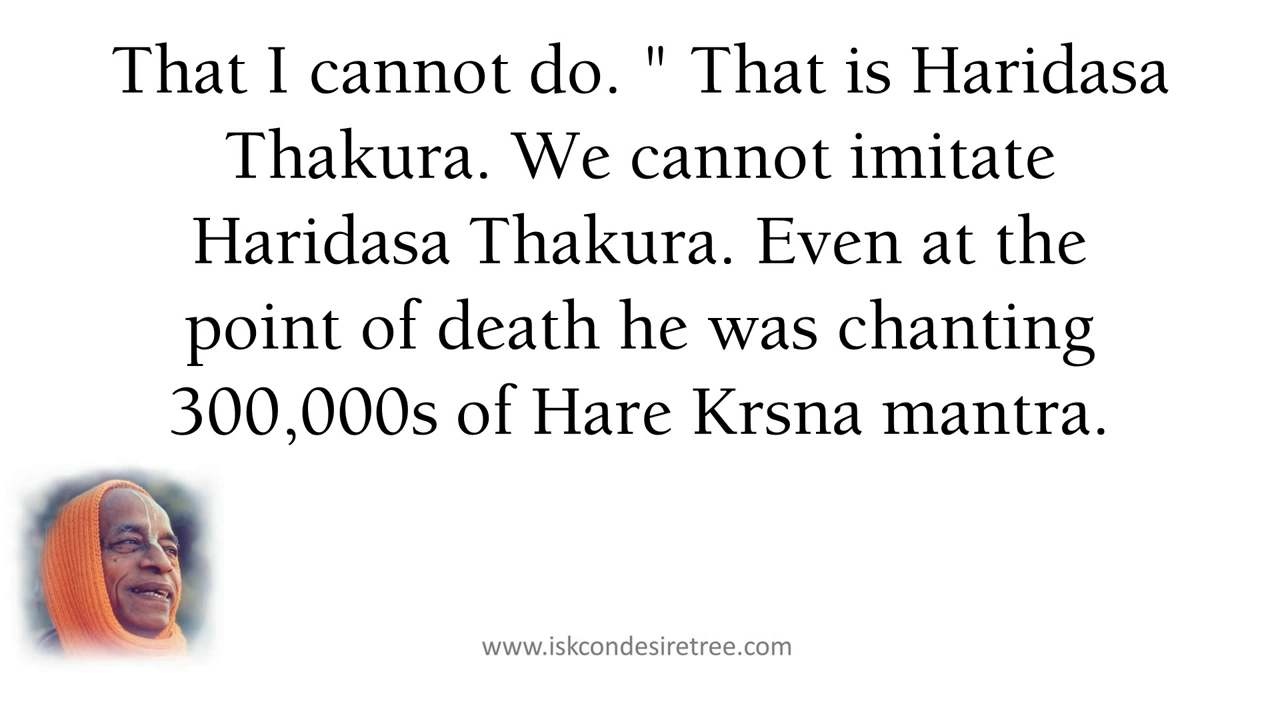 That I cannot do. " That is Haridasa
Thakura. We cannot imitate
Haridasa Thakura. Even at the
point of death he was chanting
300,000s of Hare Krsna mantra.
www.iskcondesiretree.com